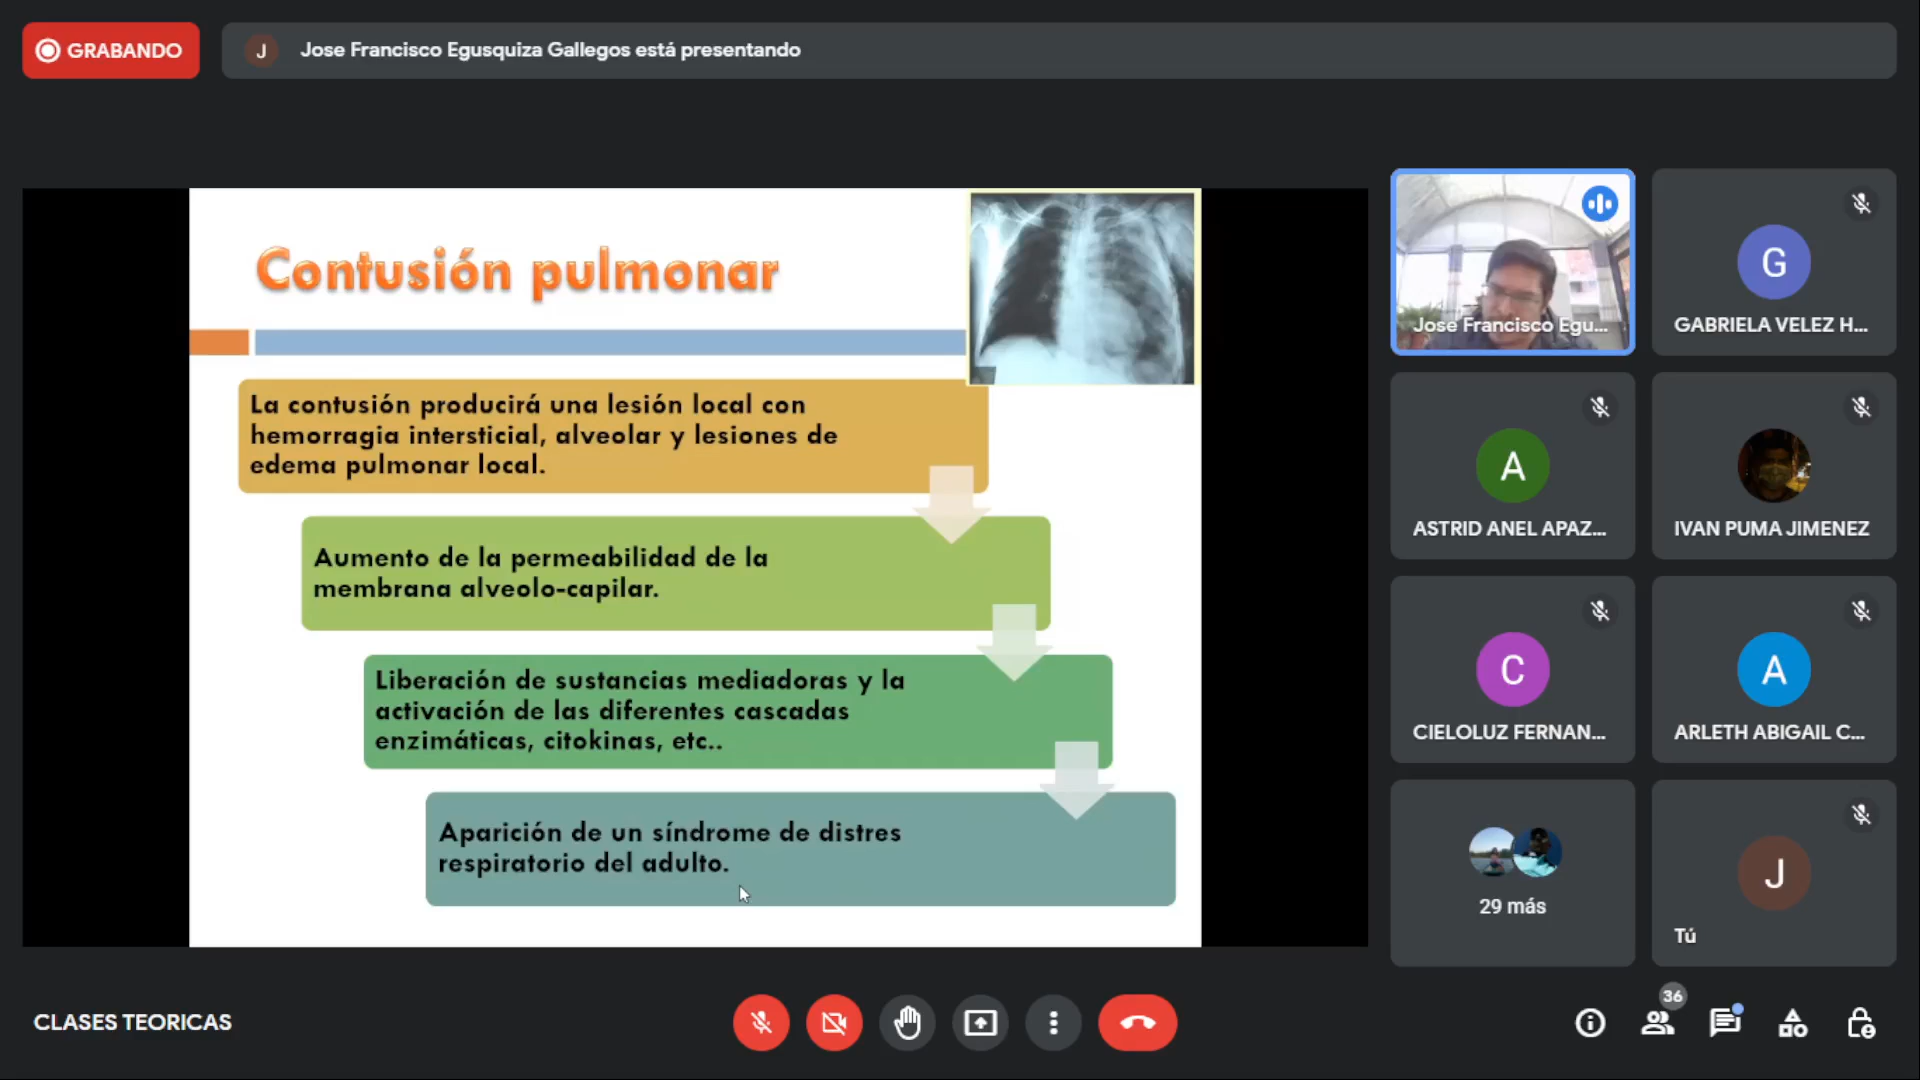 GRABANDO
J
Jose Francisco Egusquiza Gallegos está presentando
Contusión pulmonar
La contusión producirá una lesión local con
hemorragia intersticial, alveolar y lesiones de
edema pulmonar local.
Aumento de la permeabilidad de la
membrana alveolo-capilar.
Liberación de sustancias mediadoras y la
activación de las diferentes cascadas
enzimáticas, citokinas, etc..
Aparición de un síndrome de distres
respiratorio del adulto.
Jose Francisco Egu...
G
GABRIELA VELEZ H...
A
ASTRID ANEL APAZ...
IVAN PUMA JIMENEZ
C
CIELOLUZ FERNAN...
A
ARLETH ABIGAIL C...
29 más
J
Tú
CLASES TEORICAS
36